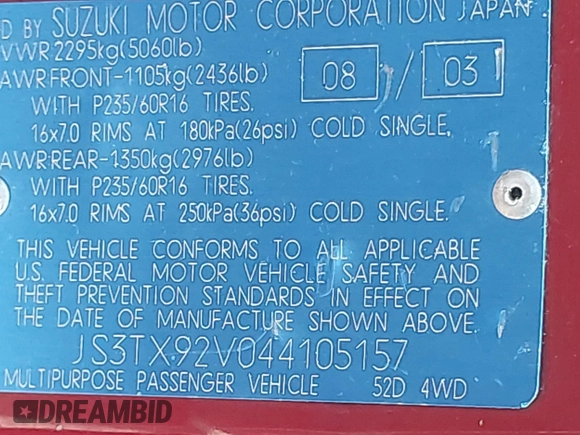 D BY SUZUKI MOTOR CORPORATION JAPAN
VWR 2295kg(5060lb)
AWR FRONT-1105kg(2436lb)
08 / 03
WITH P235/60R16 TIRES.
16x7.0 RIMS AT 180kPa(26psi) COLD SINGLE,
AWR REAR-1350kg(2976lb)
WITH P235/60R16 TIRES.
16x7.0 RIMS AT 250kPa(36psi) COLD SINGLE.
THIS VEHICLE CONFORMS TO ALL APPLICABLE
U.S. FEDERAL MOTOR VEHICLE SAFETY AND
THEFT PREVENTION STANDARDS IN EFFECT ON
THE DATE OF MANUFACTURE SHOWN ABOVE.
JS3TX92V044105157
MULTIPURPOSE PASSENGER VEHICLE 52D 4WD
DREAMBID